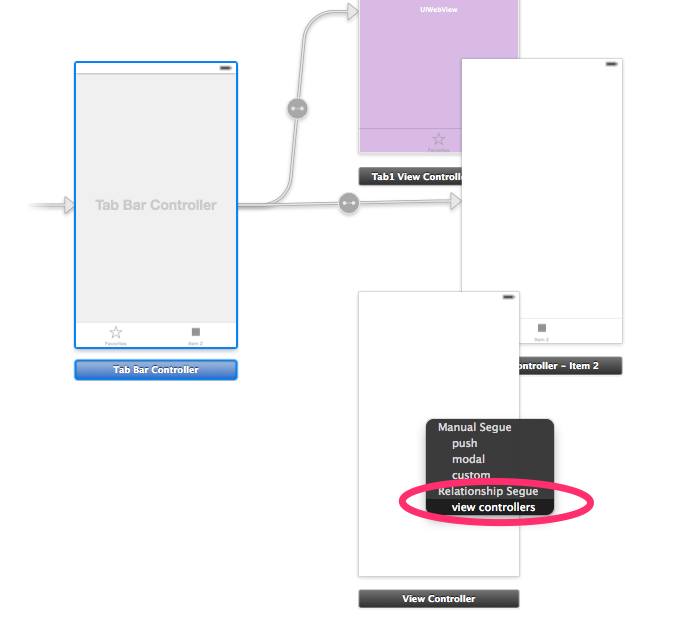 UIWebView
Favorites
Tab1 View Controlle
Tab Bar Controller
Favorites
Item 2
Tab Bar Controller
Item 2
ontroller – Item 2
Manual Segue
push
modal
custom
Relationship Segue
view controllers
View Controller